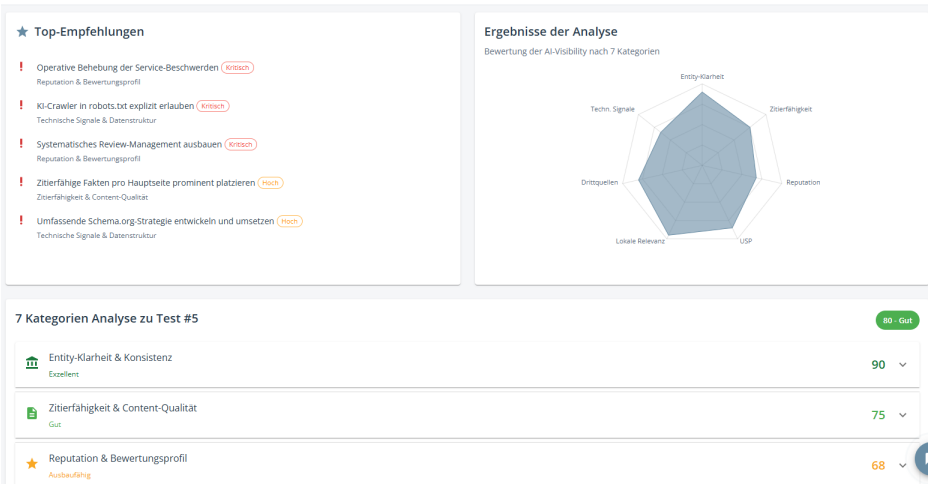 Top-Empfehlungen
Operative Behebung der Service-Beschwerden Kritisch
Reputation & Bewertungsprofil
KI-Crawler in robots.txt explizit erlauben Kritisch
Technische Signale & Datenstruktur
Systematisches Review-Management ausbauen Kritisch
Reputation & Bewertungsprofil
Zitierfähige Fakten pro Hauptseite prominent platzieren Hoch
Zitierfähigkeit & Content-Qualität
Umfassende Schema.org-Strategie entwickeln und umsetzen Hoch
Technische Signale & Datenstruktur
Ergebnisse der Analyse
Bewertung der AI-Visibility nach 7 Kategorien
Entity-Klarheit
Techn. Signale
Zitierfähigkeit
Drittquellen
Reputation
Lokale Relevanz
USP
7 Kategorien Analyse zu Test #5
80 - Gut
Entity-Klarheit & Konsistenz
Exzellent
90
Zitierfähigkeit & Content-Qualität
Gut
75
Reputation & Bewertungsprofil
Ausbaufähig
68